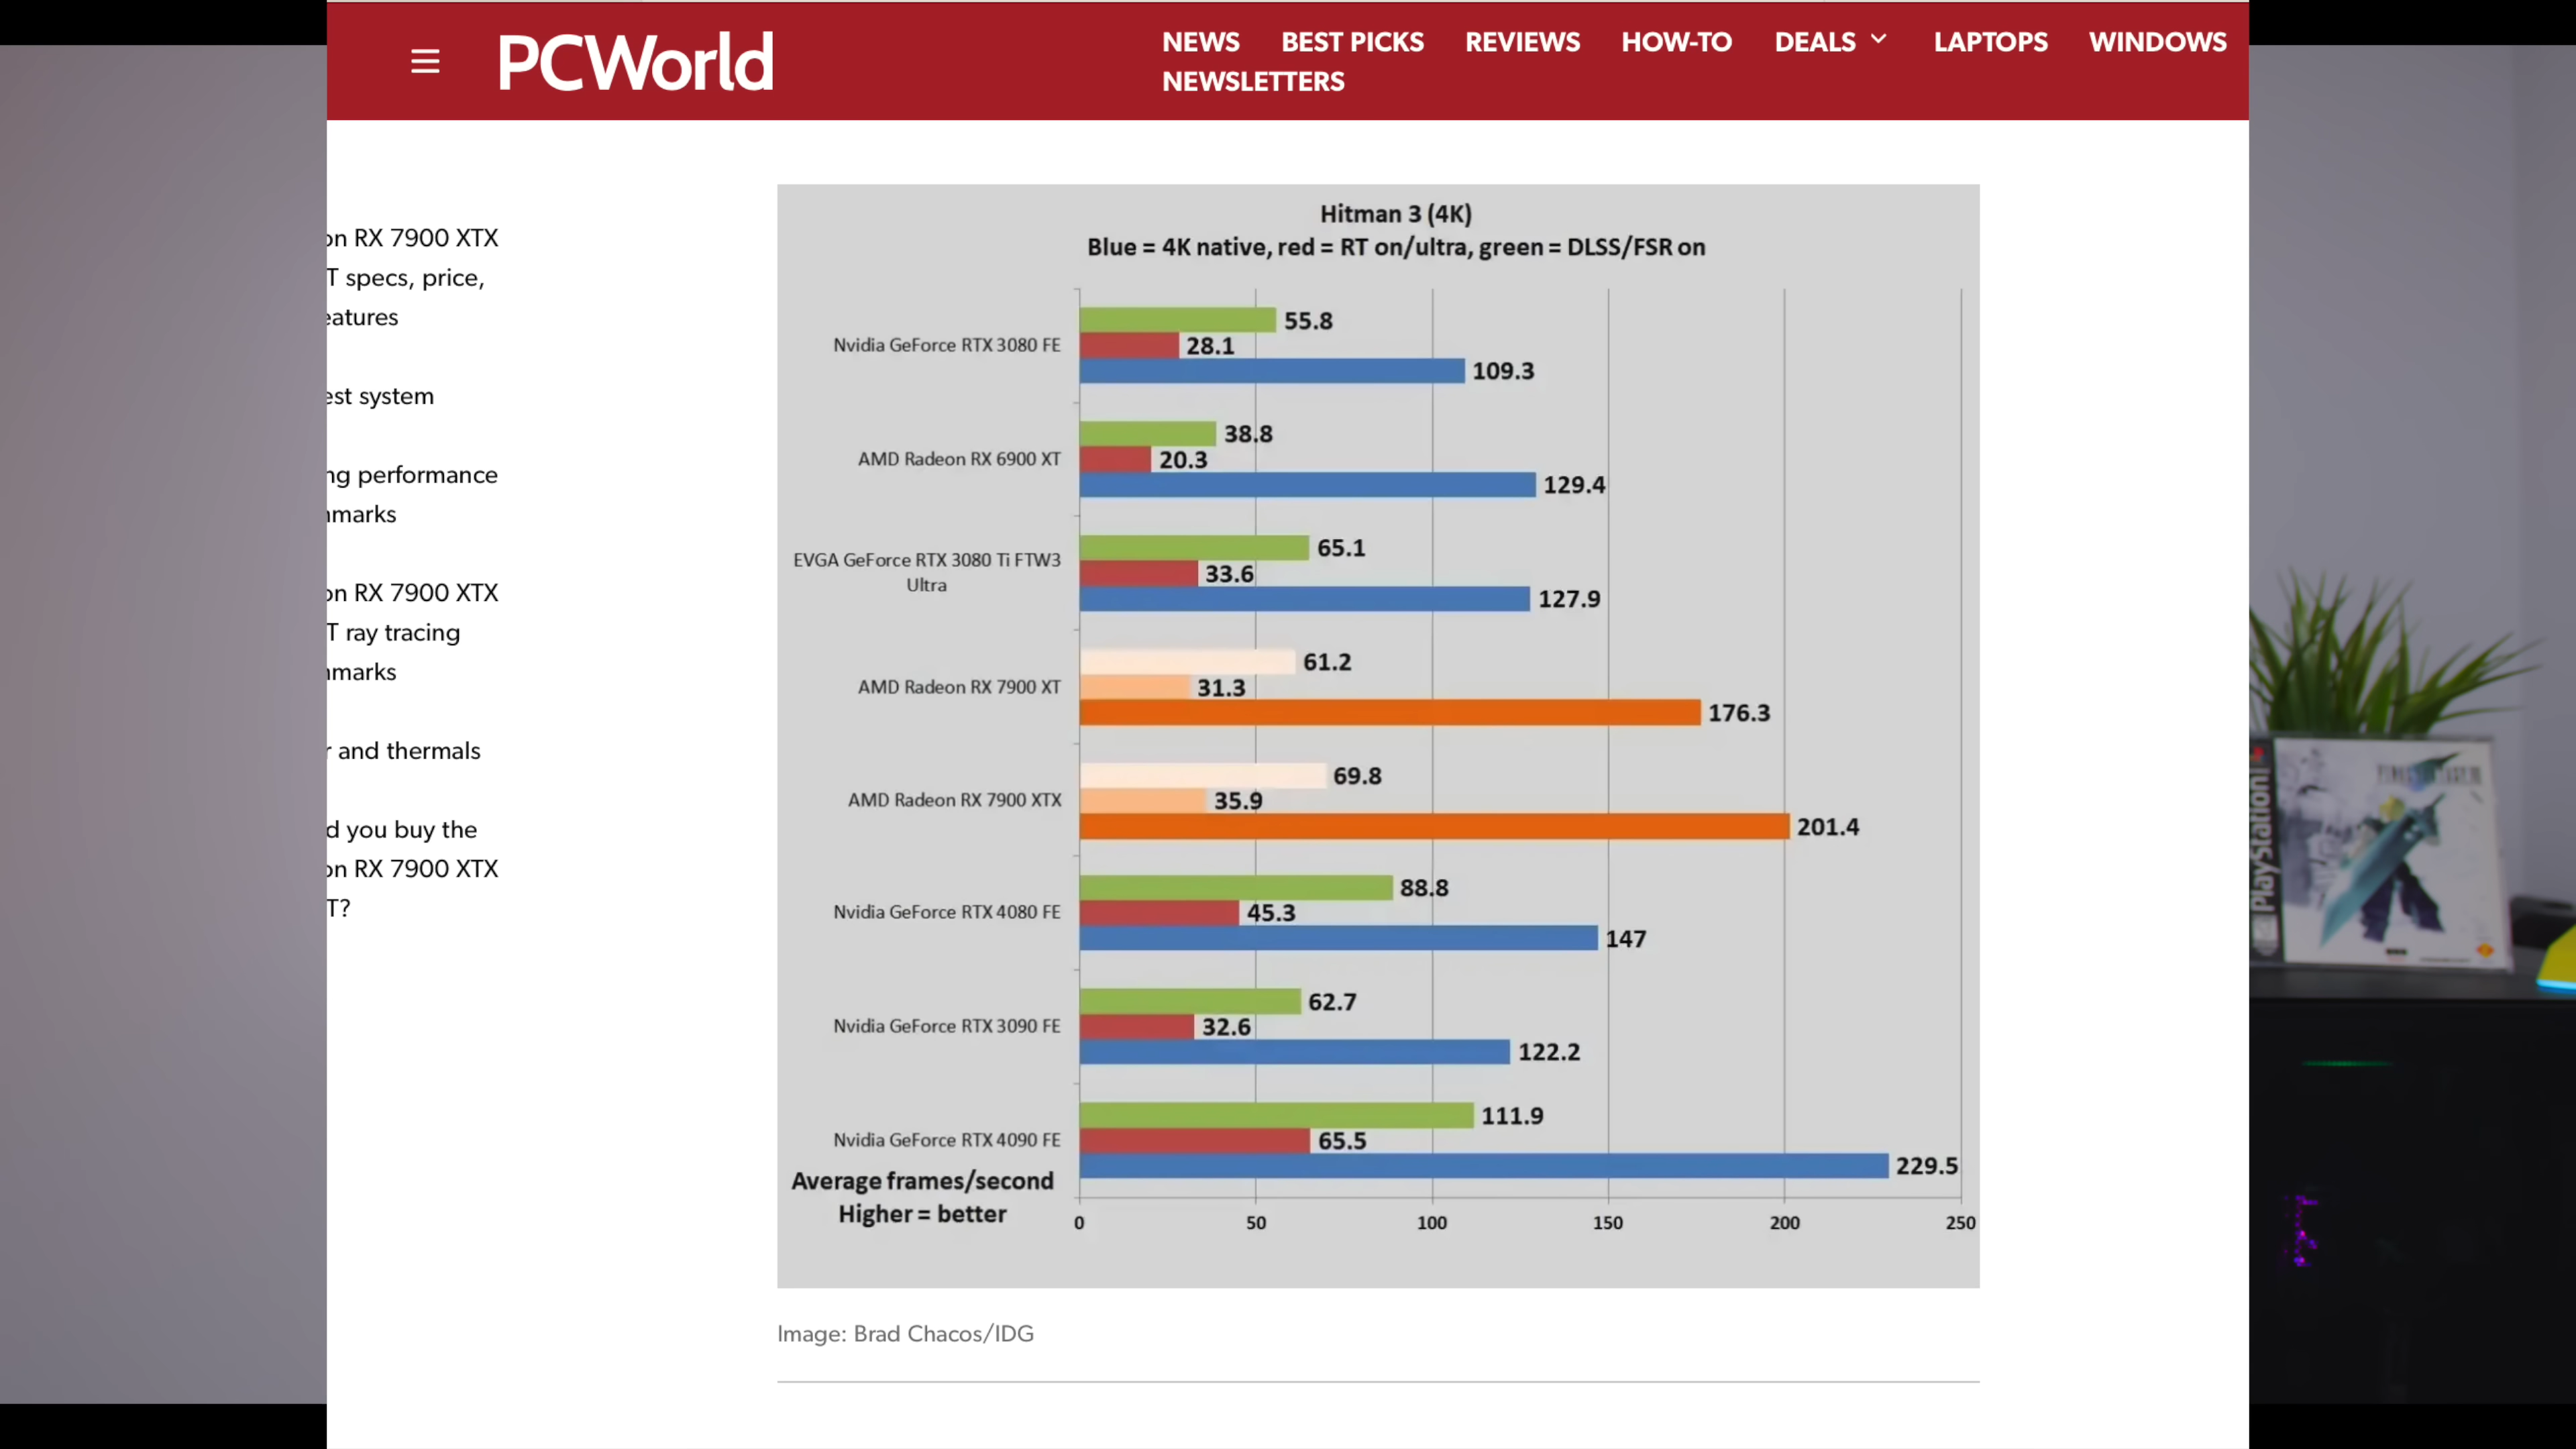 PCWorld
NEWS BEST PICKS REVIEWS HOW-TO DEALS LAPTOPS WINDOWS
NEWSLETTERS
on RX 7900 XTX
T specs, price,
eatures
est system
ng performance
nmarks
on RX 7900 XTX
T ray tracing
nmarks
r and thermals
d you buy the
on RX 7900 XTX
T?
Hitman 3 (4K)
Blue = 4K native, red = RT on/ultra, green = DLSS/FSR on
Nvidia GeForce RTX 3080 FE
55.8
28.1
109.3
AMD Radeon RX 6900 XT
38.8
20.3
129.4
EVGA GeForce RTX 3080 Ti FTW3
Ultra
65.1
33.6
127.9
AMD Radeon RX 7900 XT
61.2
31.3
176.3
AMD Radeon RX 7900 XTX
69.8
35.9
201.4
Nvidia GeForce RTX 4080 FE
88.8
45.3
147
Nvidia GeForce RTX 3090 FE
62.7
32.6
122.2
Nvidia GeForce RTX 4090 FE
111.9
65.5
229.5
Average frames/second
Higher = better
0 50 100 150 200 250
Image: Brad Chacos/IDG
PlayStation